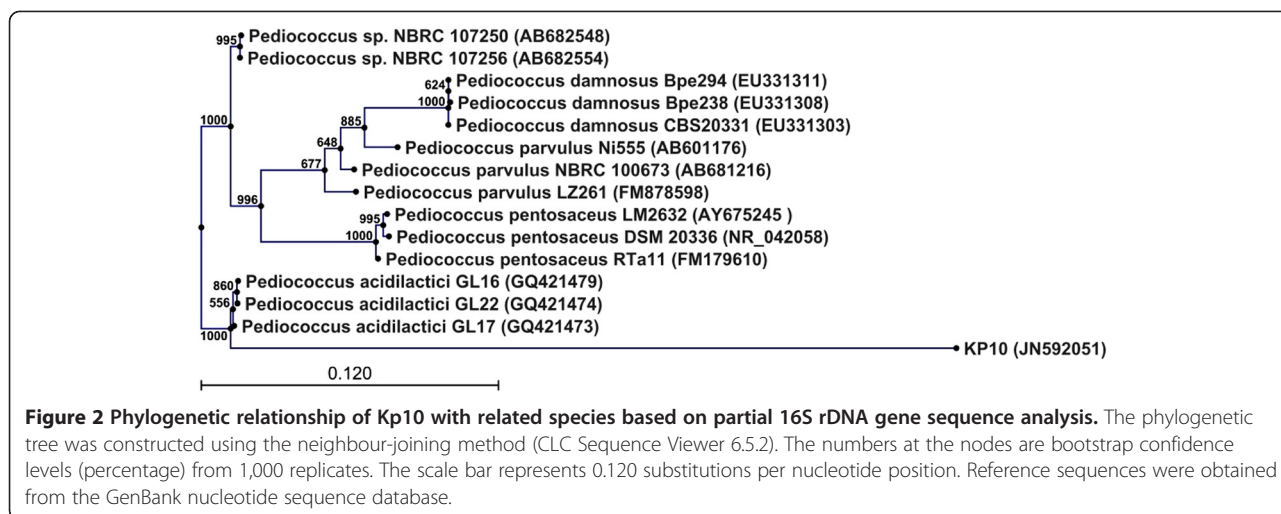 995
Pediococcus sp. NBRC 107250 (AB682548)
Pediococcus sp. NBRC 107256 (AB682554)
Pediococcus damnosus Bpe294 (EU331311)
624
1000
Pediococcus damnosus Bpe238 (EU331308)
1000
885
Pediococcus damnosus CBS20331 (EU331303)
648
Pediococcus parvulus Ni555 (AB601176)
677
Pediococcus parvulus NBRC 100673 (AB681216)
Pediococcus parvulus LZ261 (FM878598)
996
Pediococcus pentosaceus LM2632 (AY675245 )
995
1000
Pediococcus pentosaceus DSM 20336 (NR_042058)
Pediococcus pentosaceus RTa11 (FM179610)
860
Pediococcus acidilactici GL16 (GQ421479)
556
Pediococcus acidilactici GL22 (GQ421474)
Pediococcus acidilactici GL17 (GQ421473)
1000
KP10 (JN592051)
0.120
Figure 2 Phylogenetic relationship of Kp10 with related species based on partial 16S rDNA gene sequence analysis. The phylogenetic
tree was constructed using the neighbour-joining method (CLC Sequence Viewer 6.5.2). The numbers at the nodes are bootstrap confidence
levels (percentage) from 1,000 replicates. The scale bar represents 0.120 substitutions per nucleotide position. Reference sequences were obtained
from the GenBank nucleotide sequence database.